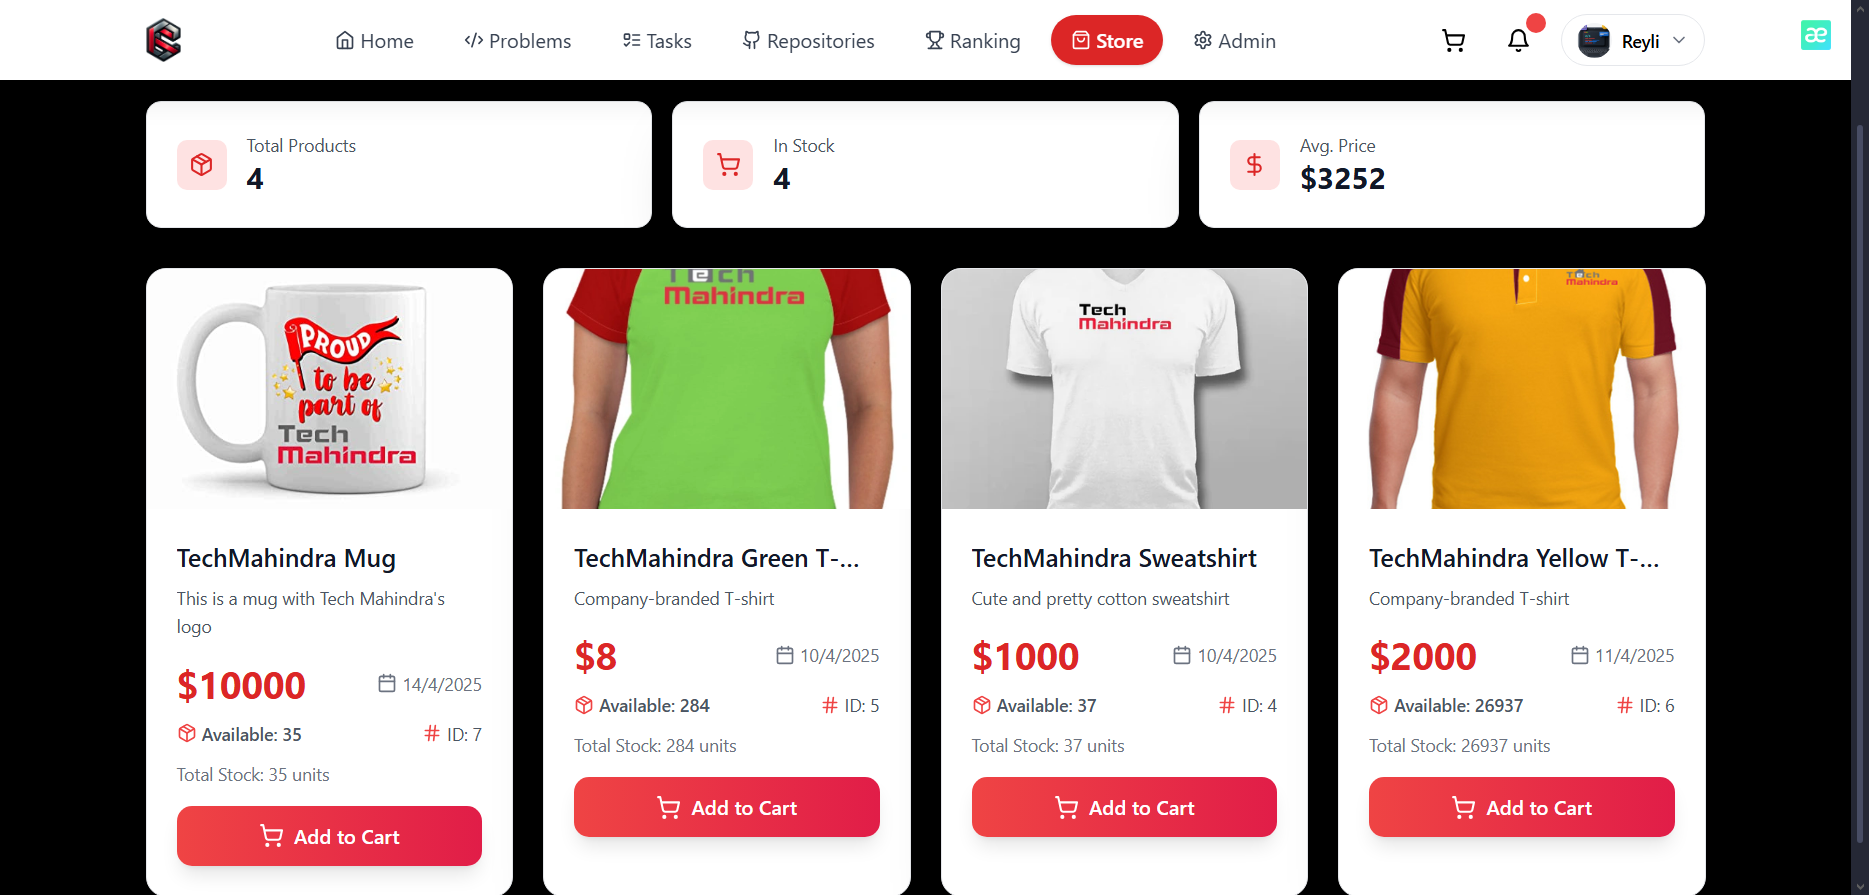 Home
Problems
Tasks
Repositories
Ranking
Store
Admin
Reyli
æ
Total Products
4
In Stock
4
Avg. Price
$3252
PROUD
to be
part of
Tech
Mahindra
TechMahindra Mug
This is a mug with Tech Mahindra's
logo
$10000
14/4/2025
Available: 35
# ID: 7
Total Stock: 35 units
Add to Cart
Tech
Mahindra
TechMahindra Green T-...
Company-branded T-shirt
$8
10/4/2025
Available: 284
# ID: 5
Total Stock: 284 units
Add to Cart
Tech
Mahindra
TechMahindra Sweatshirt
Cute and pretty cotton sweatshirt
$1000
10/4/2025
Available: 37
# ID: 4
Total Stock: 37 units
Add to Cart
Tech
Mahindra
TechMahindra Yellow T-...
Company-branded T-shirt
$2000
11/4/2025
Available: 26937
# ID: 6
Total Stock: 26937 units
Add to Cart